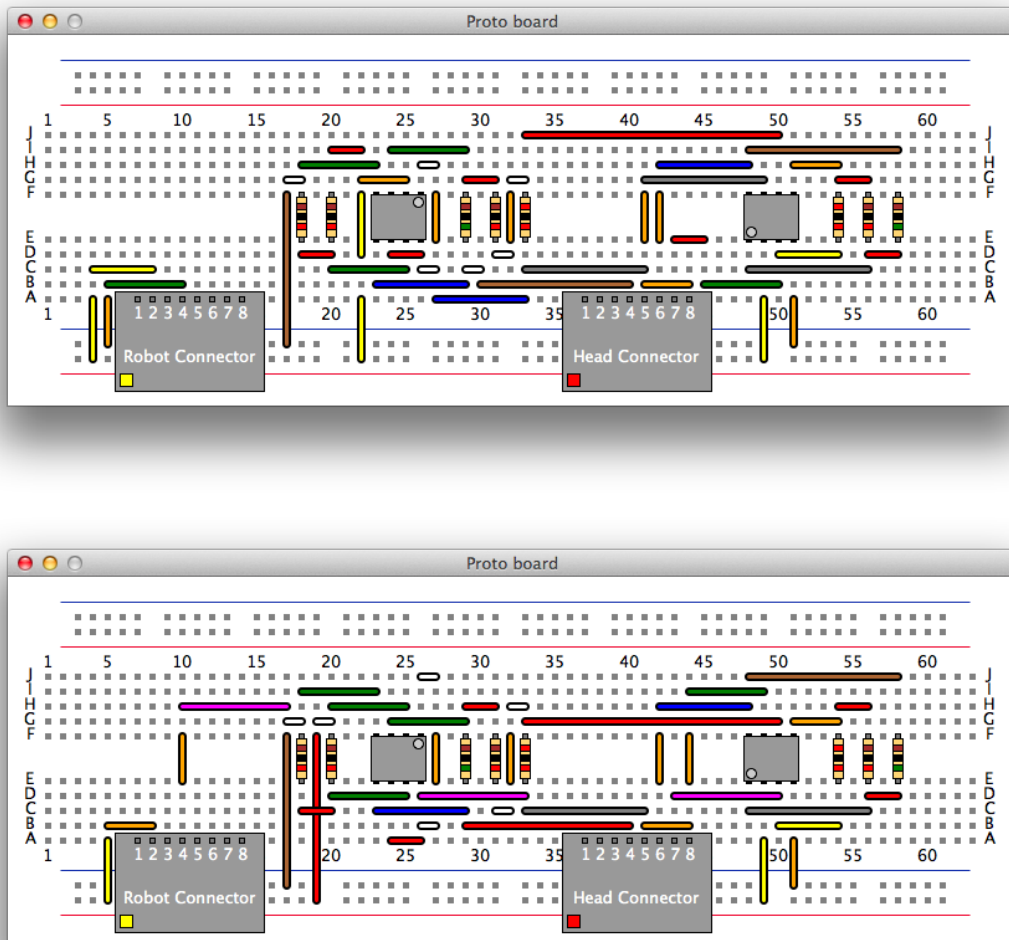 Proto board
1 5 10 15 20 25 30 35 40 45 50 55 60
J J
I I
H H
G G
F F
E E
D D
C C
B B
A A
1 2 3 4 5 6 7 8 1 2 3 4 5 6 7 8
1 20 25 30 35 50 55 60
Robot Connector Head Connector
Proto board
1 5 10 15 20 25 30 35 40 45 50 55 60
J J
I I
H H
G G
F F
E E
D D
C C
B B
A A
1 2 3 4 5 6 7 8 1 2 3 4 5 6 7 8
1 20 25 30 35 50 55 60
Robot Connector Head Connector